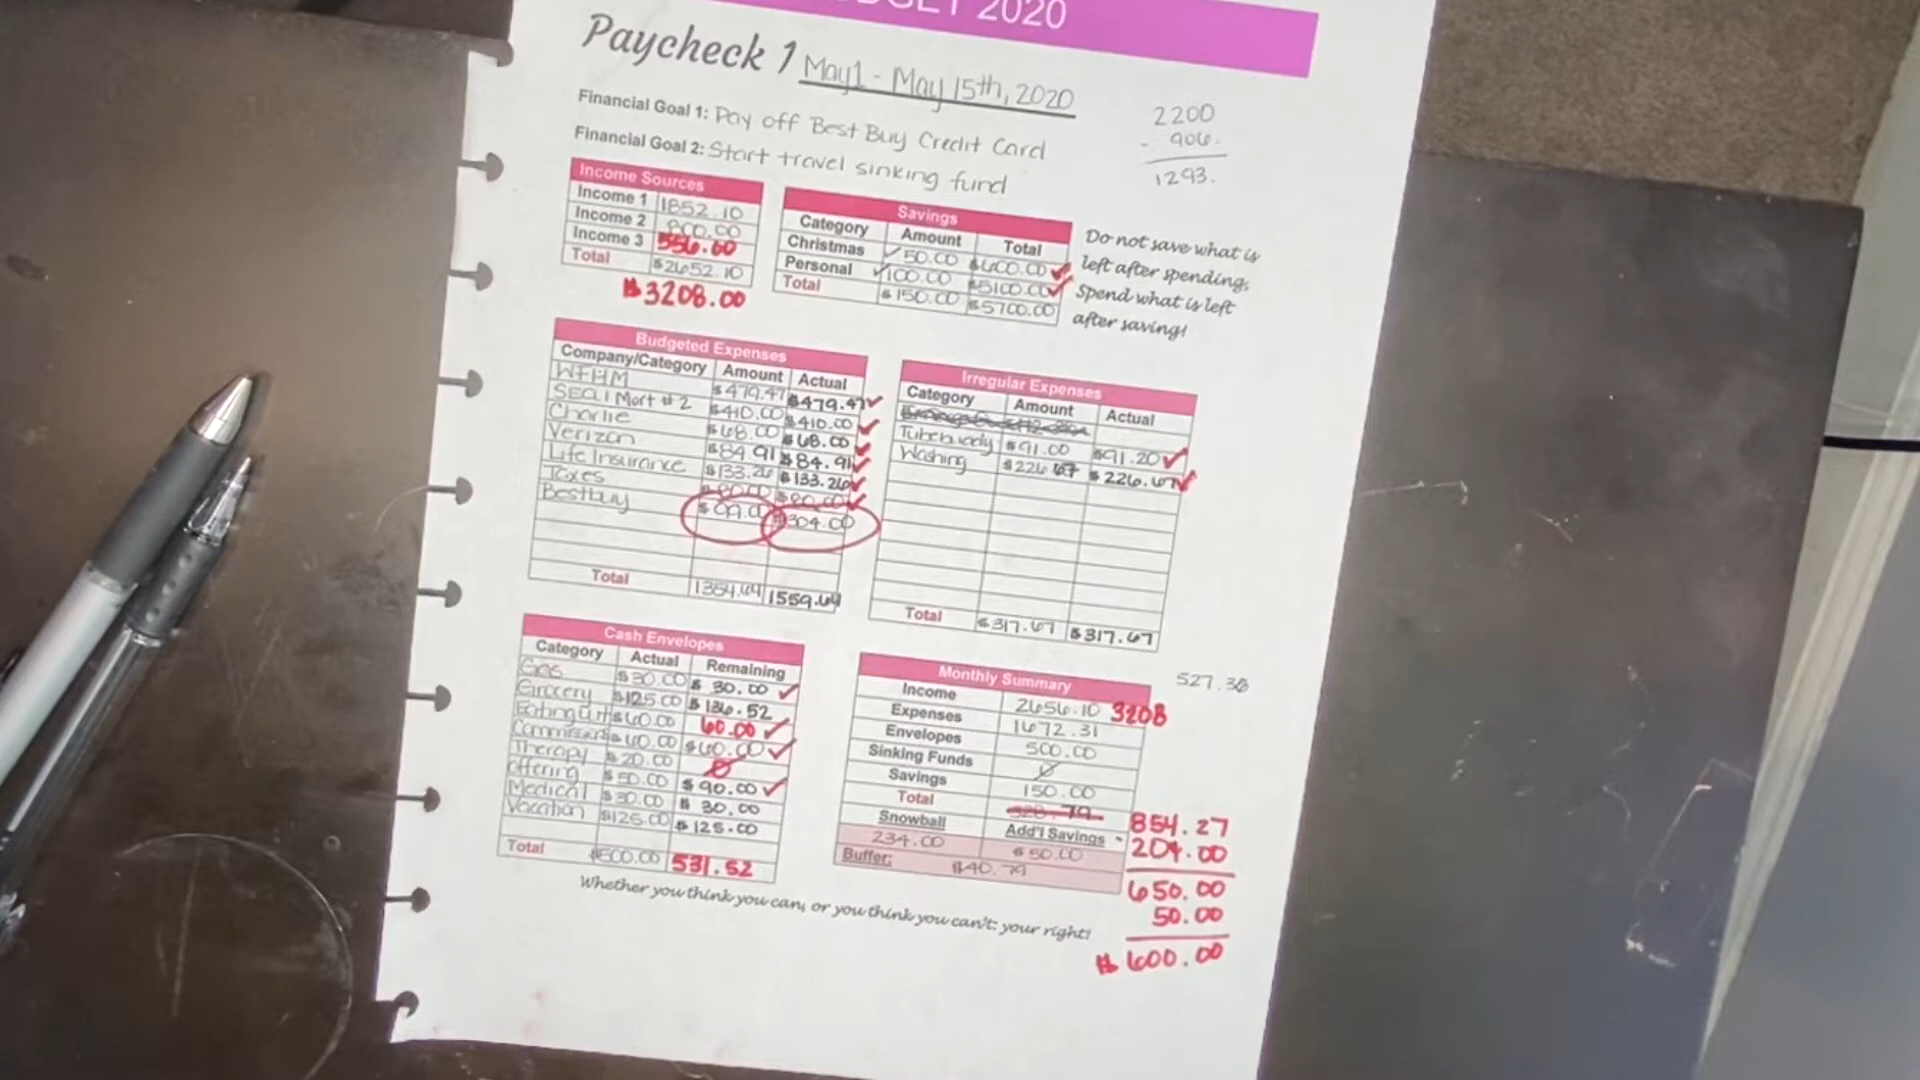 BUDGET 2020
Paycheck 1 May1 - May 15th, 2020
Financial Goal 1: Pay off Best Buy Credit Card
Financial Goal 2: Start travel sinking fund
2200
- 906.
1293.
Income Sources
Income 1 1852.10
Income 2 800.00
Income 3 556.00
Total $2652.10
$3208.00
Savings
Category Amount Total
Christmas ✓50.00 $600.00 ✓
Personal ✓100.00 $5100.00 ✓
Total $150.00 $5700.00
Do not save what is
left after spending,
Spend what is left
after saving!
Budgeted Expenses
Company/Category Amount Actual
WFHM $479.47 $479.47 ✓
SECU Mort #2 $410.00 $410.00 ✓
Charlie $68.00 $68.00 ✓
Verizon $84.91 $84.91 ✓
Life Insurance $133.26 $133.26 ✓
Taxes $80.00 $80.00 ✓
Bestbuy $99.00 $304.00
Total 1354.64 1559.64
Irregular Expenses
Category Amount Actual
Tubebuddy $91.00 $91.20 ✓
Washing $226.67 $226.67 ✓
Total $317.67 $317.67
Cash Envelopes
Category Actual Remaining
Gas $30.00 $30.00 ✓
Grocery $125.00 $136.52
Eating Out $60.00 60.00 ✓
$60.00 $60.00 ✓
Therapy $20.00 Ø
Offering $50.00 $90.00 ✓
Medical $30.00 $30.00
Vacation $125.00 $125.00
Total $500.00 531.52
527.38
Monthly Summary
Income 2656.10 3208
Expenses 1672.31
Envelopes 500.00
Sinking Funds Ø
Savings 150.00
Total
Snowball Add'l Savings
234.00 $50.00
Buffer: $40.79
854.27
- 204.00
650.00
50.00
$600.00
Whether you think you can, or you think you can't: your right!